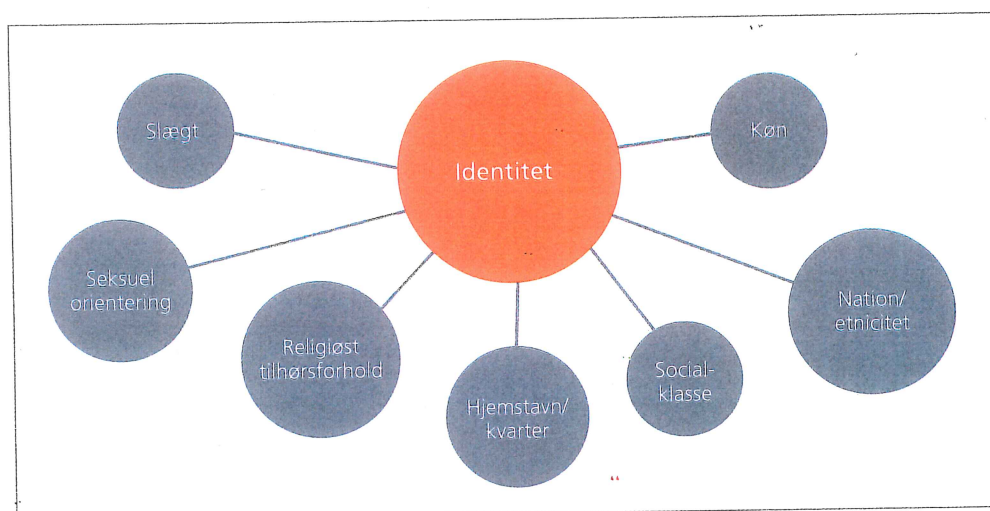 Slægt
Identitet
Køn
Seksuel
orientering
Religiøst
tilhørsforhold
Hjemstavn/
kvarter
Social-
klasse
Nation/
etnicitet